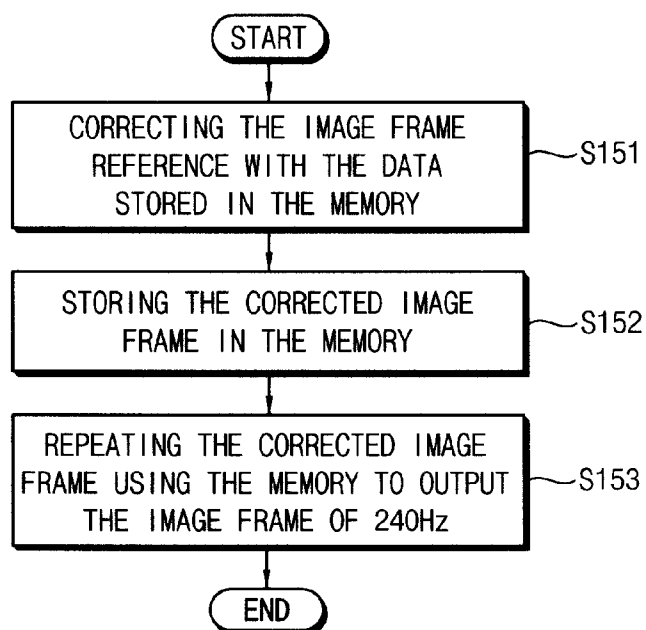 START
CORRECTING THE IMAGE FRAME
REFERENCE WITH THE DATA
STORED IN THE MEMORY
S151
STORING THE CORRECTED IMAGE
FRAME IN THE MEMORY
S152
REPEATING THE CORRECTED IMAGE
FRAME USING THE MEMORY TO OUTPUT
THE IMAGE FRAME OF 240Hz
S153
END